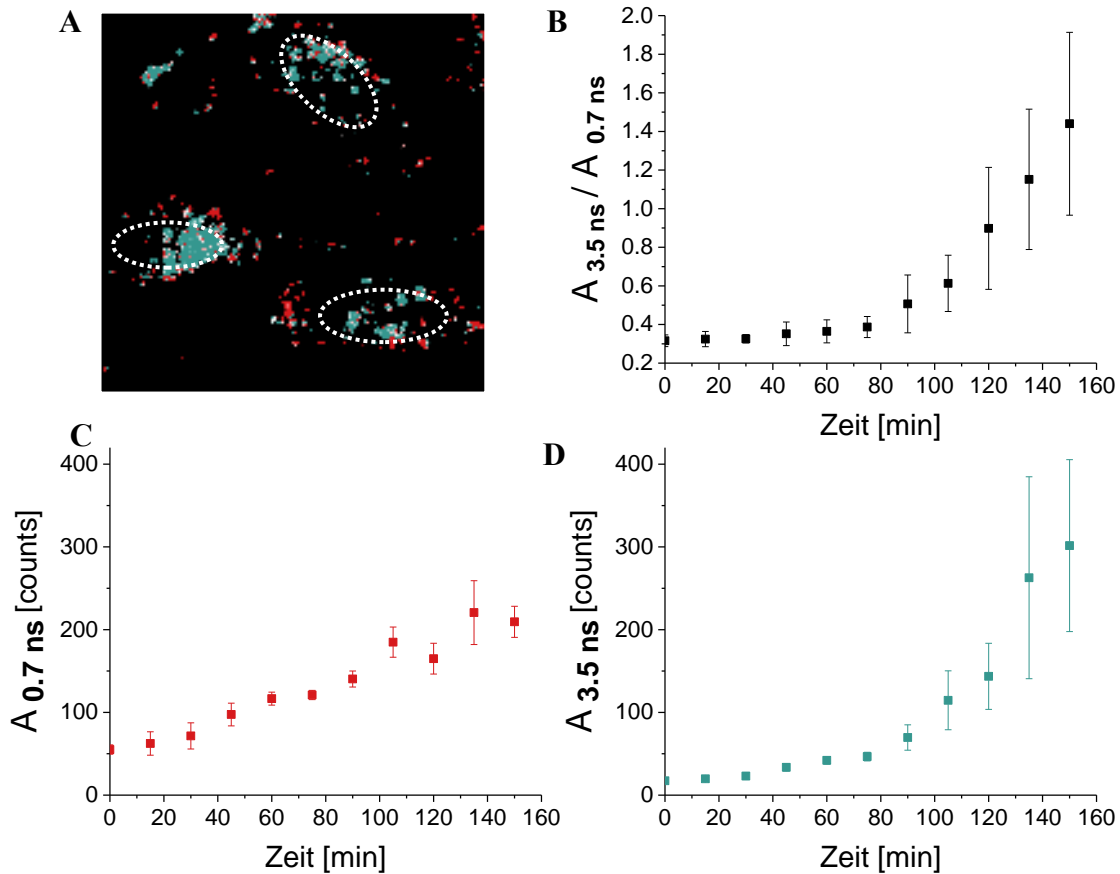 A
B
2.0
1.8
1.6
1.4
1.2
1.0
0.8
0.6
0.4
0.2
A 3.5 ns / A 0.7 ns
0 20 40 60 80 100 120 140 160
Zeit [min]
C
400
300
200
100
0
A 0.7 ns [counts]
0 20 40 60 80 100 120 140 160
Zeit [min]
D
400
300
200
100
0
A 3.5 ns [counts]
0 20 40 60 80 100 120 140 160
Zeit [min]